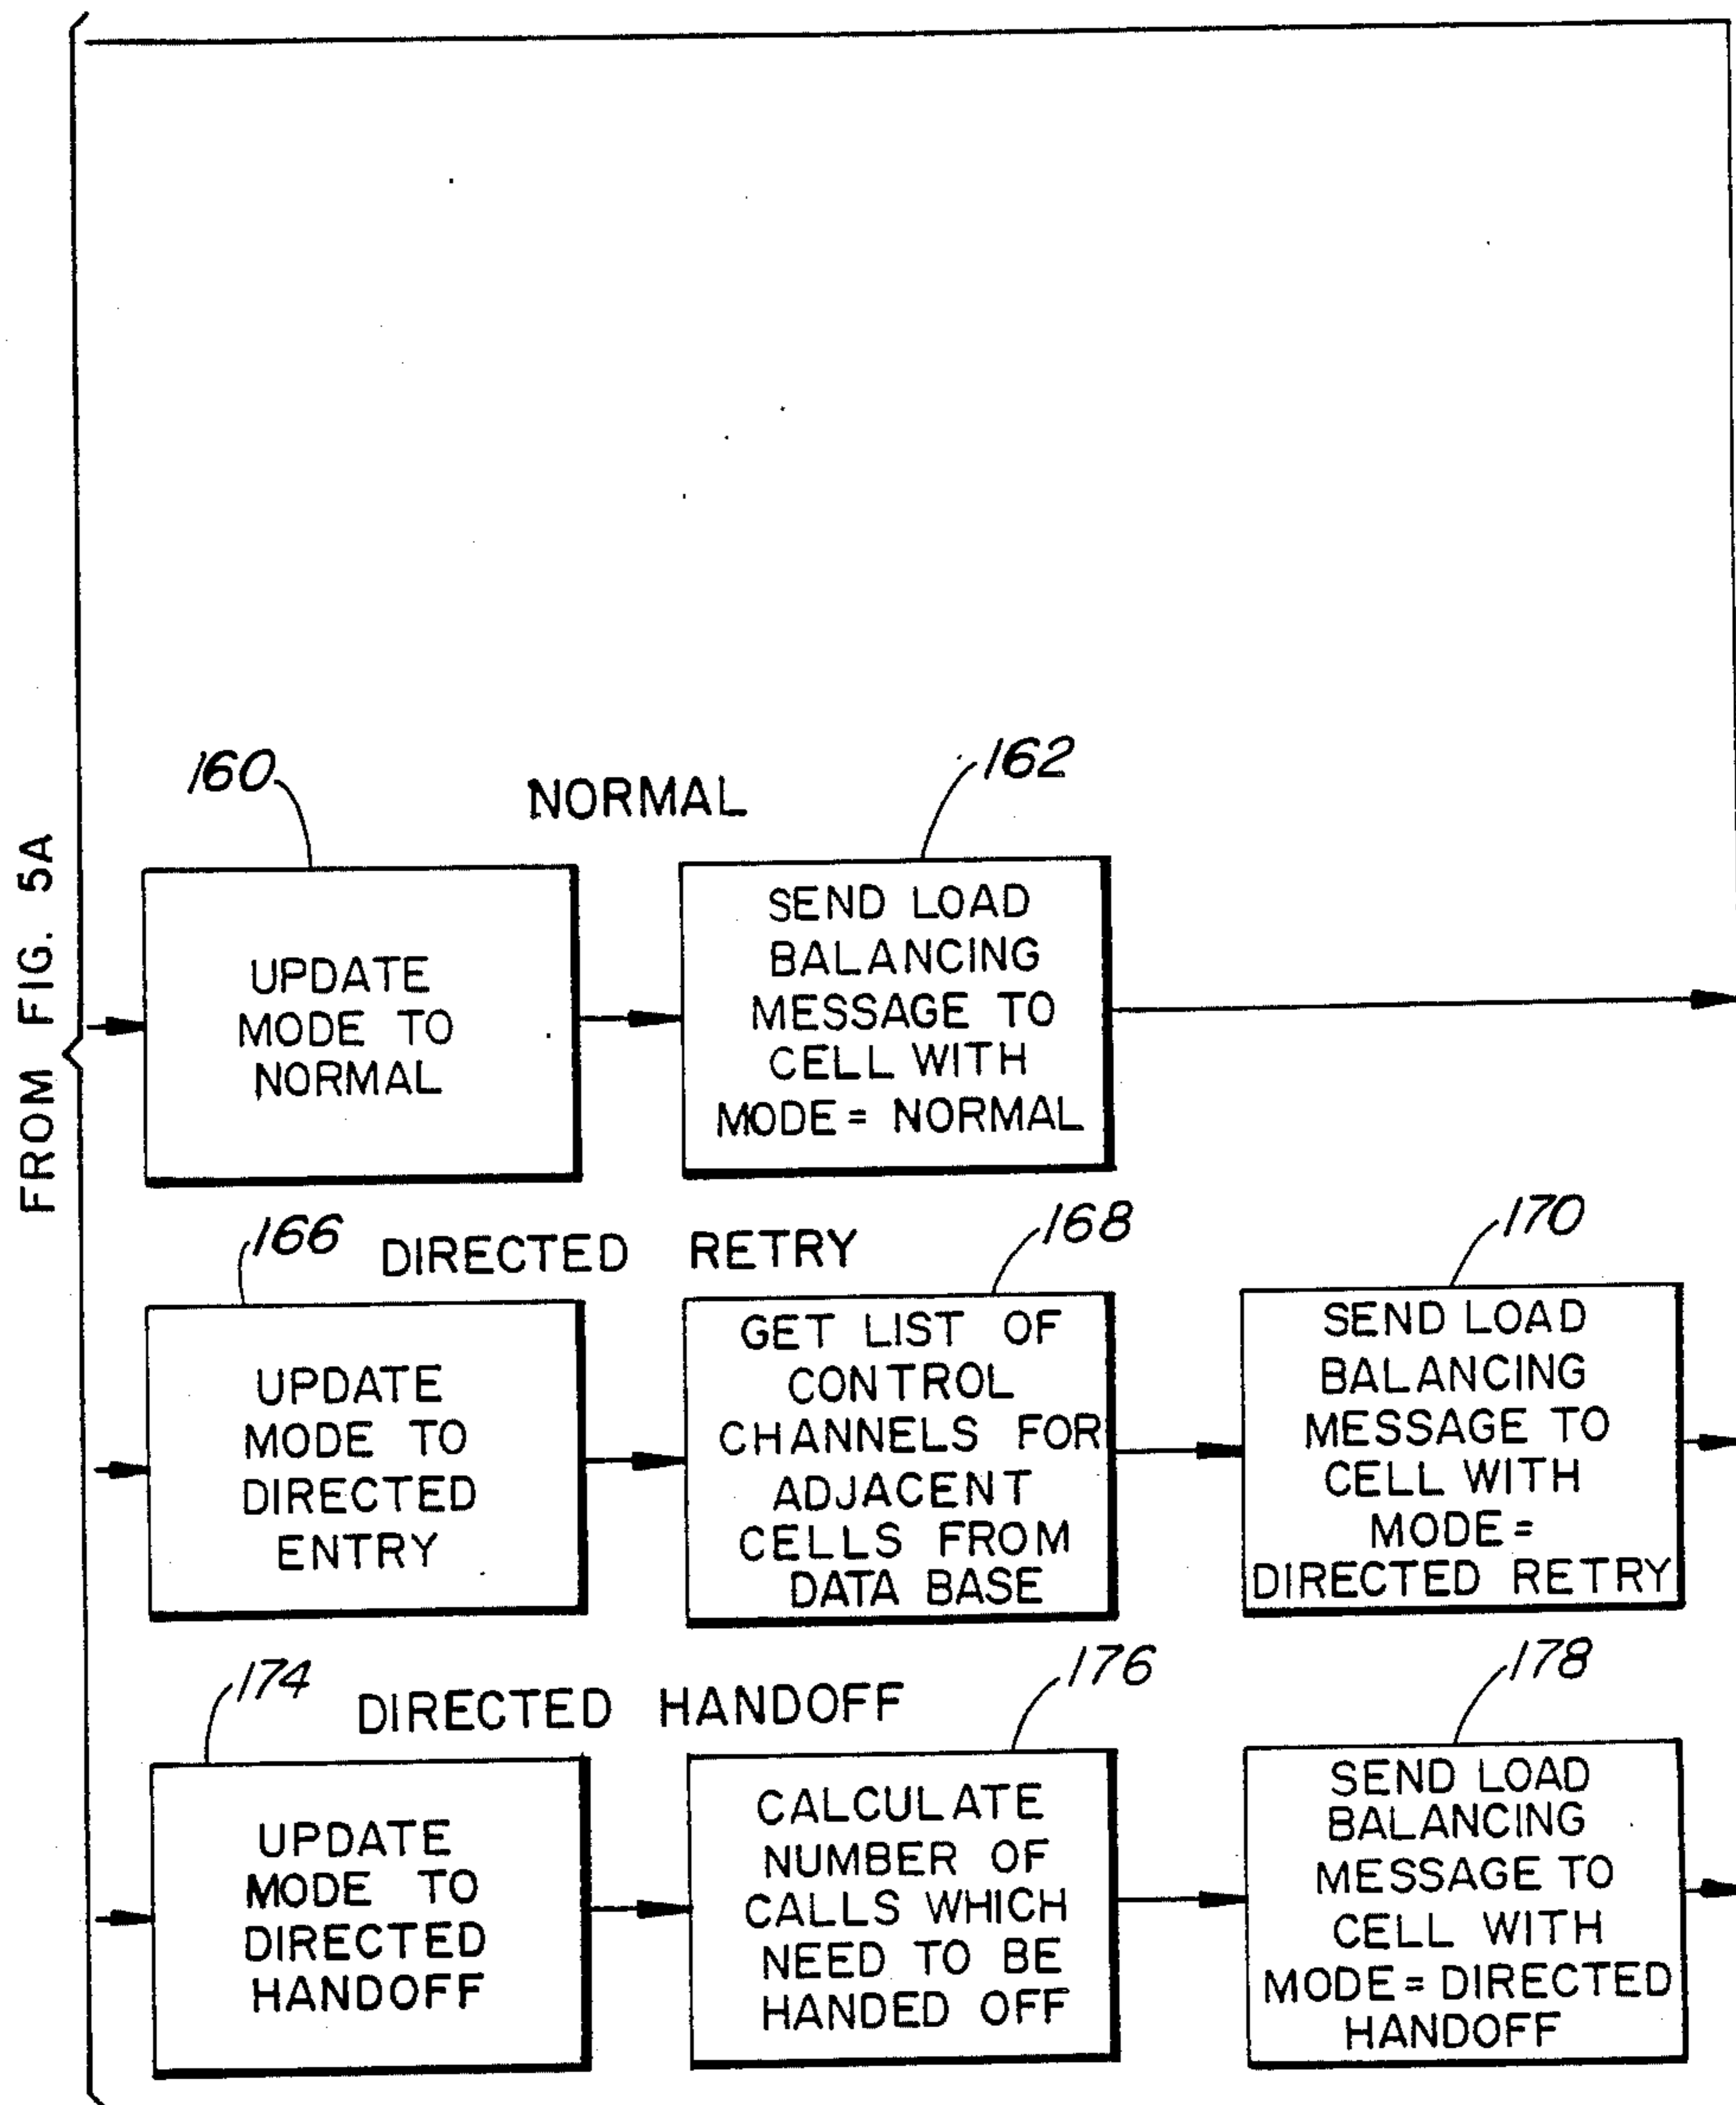 FROM FIG. 5A
160
NORMAL
162
UPDATE
MODE TO
NORMAL
SEND LOAD
BALANCING
MESSAGE TO
CELL WITH
MODE = NORMAL
166
DIRECTED RETRY
168
170
UPDATE
MODE TO
DIRECTED
ENTRY
GET LIST OF
CONTROL
CHANNELS FOR
ADJACENT
CELLS FROM
DATA BASE
SEND LOAD
BALANCING
MESSAGE TO
CELL WITH
MODE =
DIRECTED RETRY
174
DIRECTED HANDOFF
176
178
UPDATE
MODE TO
DIRECTED
HANDOFF
CALCULATE
NUMBER OF
CALLS WHICH
NEED TO BE
HANDED OFF
SEND LOAD
BALANCING
MESSAGE TO
CELL WITH
MODE = DIRECTED
HANDOFF